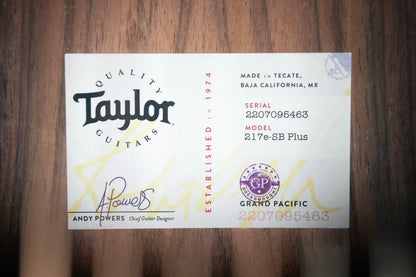 QUALITY
Taylor
GUITARS
ESTABLISHED in 1974
ANDY POWERS Chief Guitar Designer
MADE in TECATE,
BAJA CALIFORNIA, MX
SERIAL
2207095463
MODEL
217e-SB Plus
GP
GRAND PACIFIC
2207095463